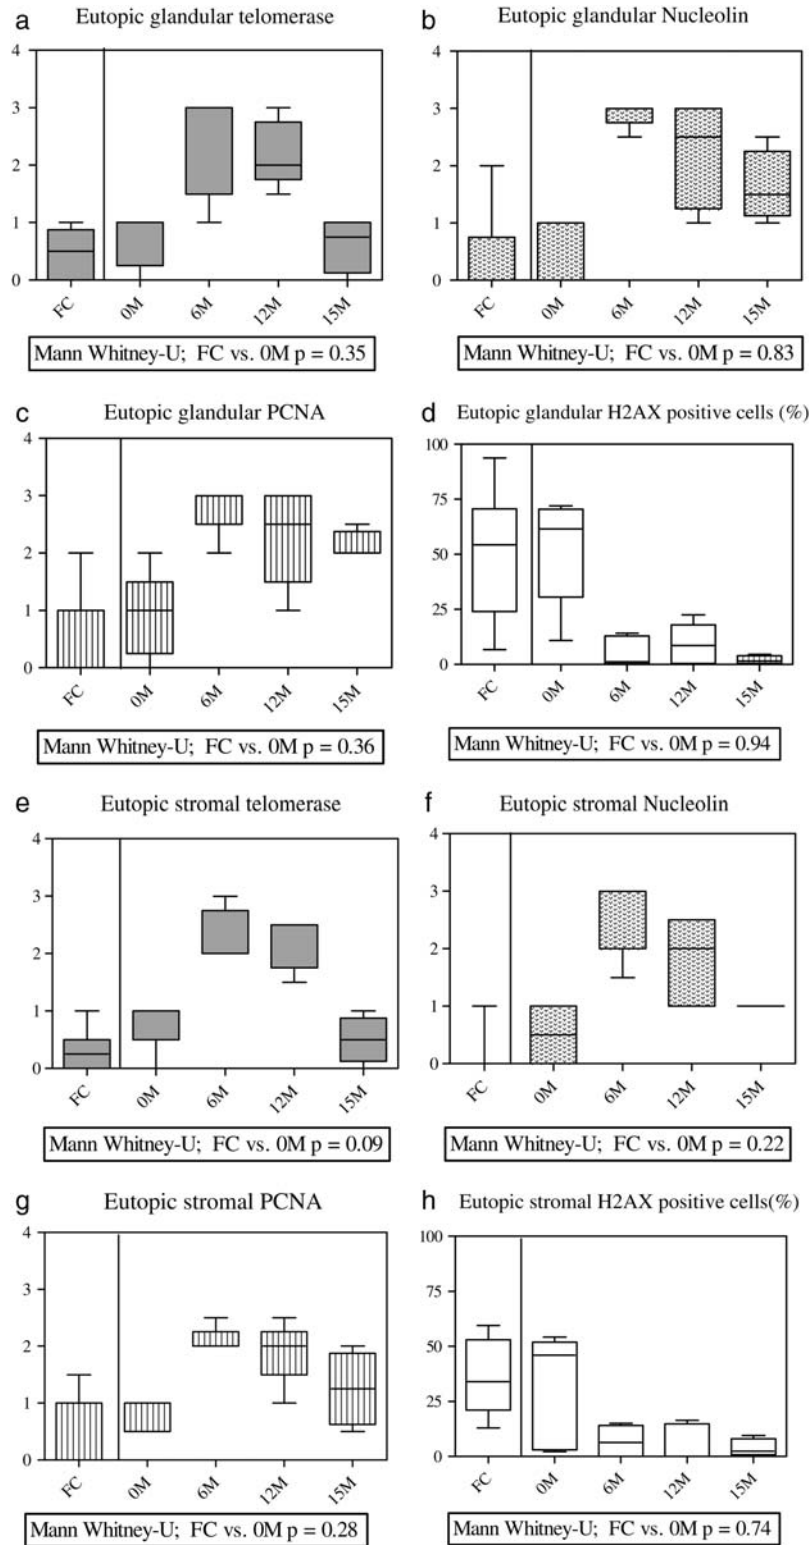 a Eutopic glandular telomerase
4
3
2
1
0
FC 0M 6M 12M 15M
Mann Whitney-U; FC vs. 0M p = 0.35
b Eutopic glandular Nucleolin
4
3
2
1
0
FC 0M 6M 12M 15M
Mann Whitney-U; FC vs. 0M p = 0.83
c Eutopic glandular PCNA
4
3
2
1
0
FC 0M 6M 12M 15M
Mann Whitney-U; FC vs. 0M p = 0.36
d Eutopic glandular H2AX positive cells (%)
100
75
50
25
0
FC 0M 6M 12M 15M
Mann Whitney-U; FC vs. 0M p = 0.94
e Eutopic stromal telomerase
4
3
2
1
0
FC 0M 6M 12M 15M
Mann Whitney-U; FC vs. 0M p = 0.09
f Eutopic stromal Nucleolin
4
3
2
1
0
FC 0M 6M 12M 15M
Mann Whitney-U; FC vs. 0M p = 0.22
g Eutopic stromal PCNA
4
3
2
1
0
FC 0M 6M 12M 15M
Mann Whitney-U; FC vs. 0M p = 0.28
h Eutopic stromal H2AX positive cells(%)
100
75
50
25
0
FC 0M 6M 12M 15M
Mann Whitney-U; FC vs. 0M p = 0.74